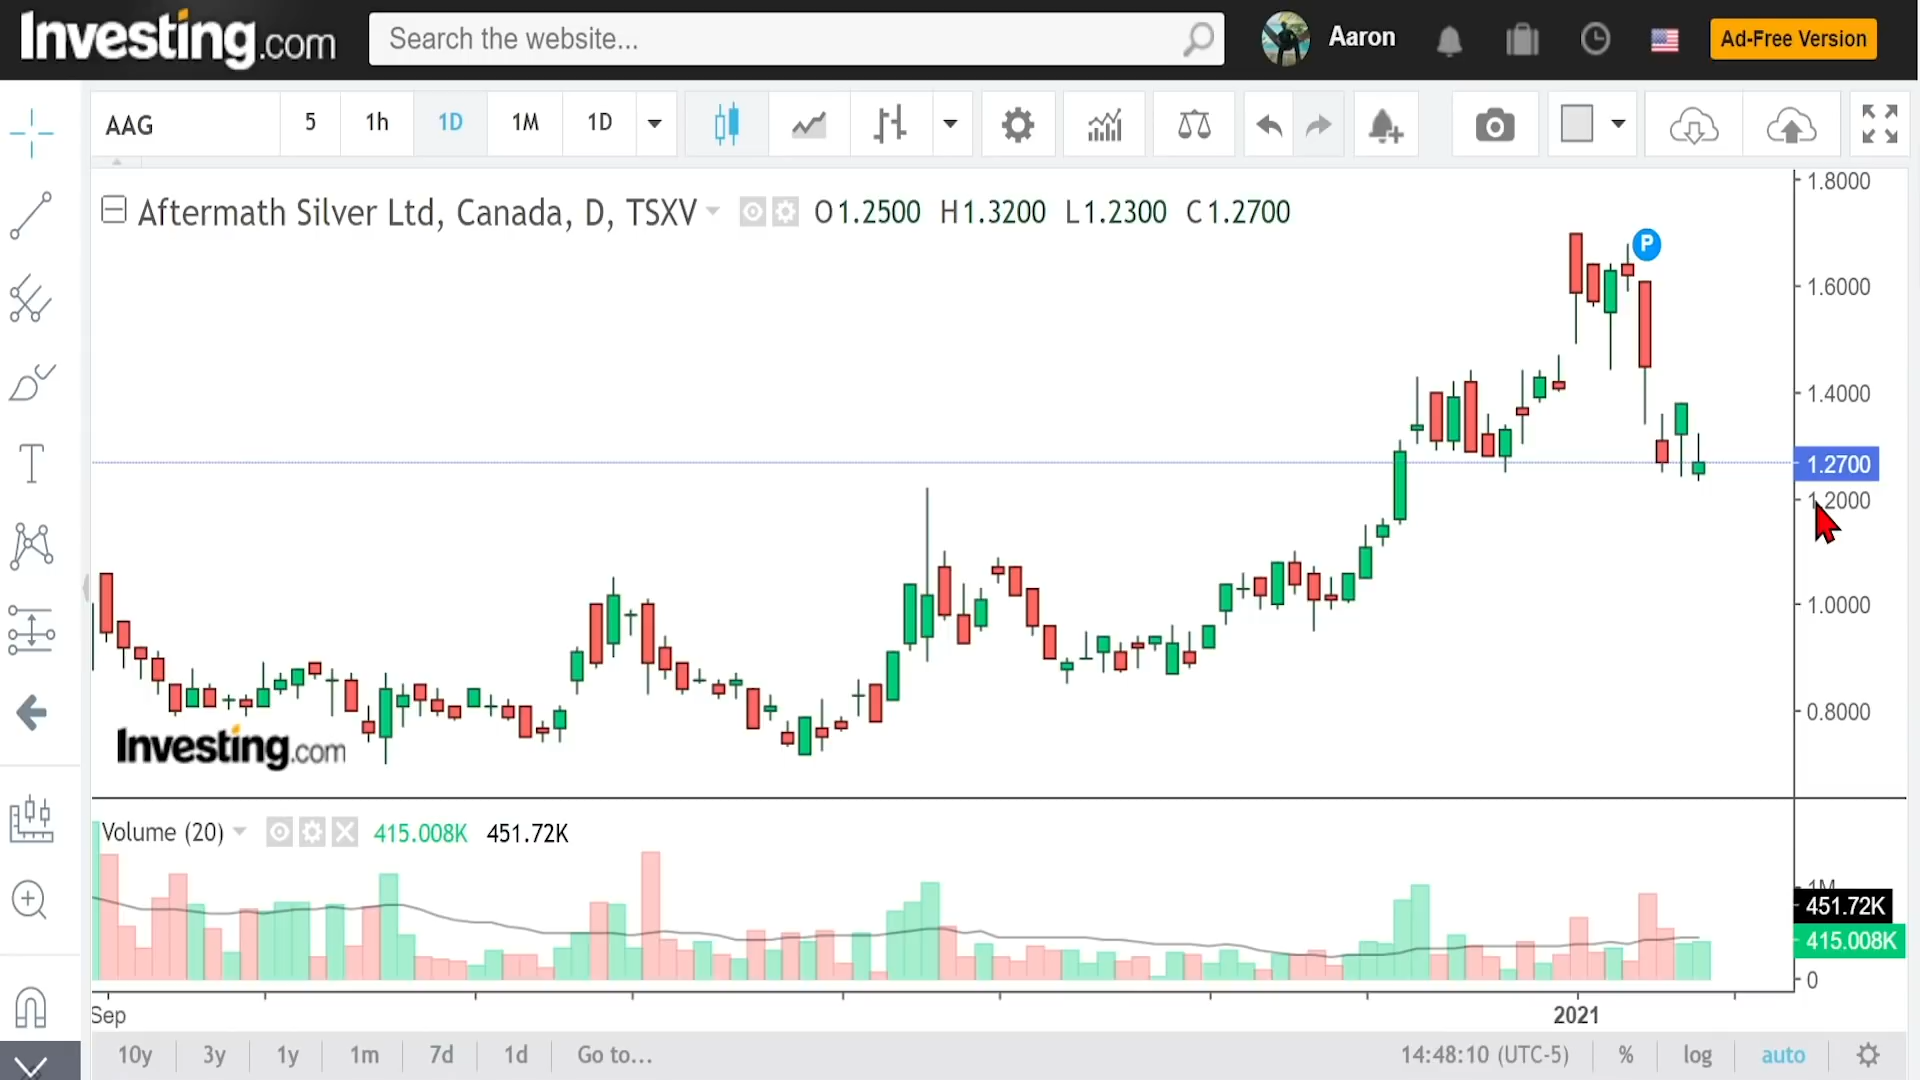 Investing.com
Search the website...
Aaron
Ad-Free Version
AAG
5
1h
1D
1M
1D
Aftermath Silver Ltd, Canada, D, TSXV
O1.2500 H1.3200 L1.2300 C1.2700
P
1.8000
1.6000
1.4000
1.2700
1.2000
1.0000
0.8000
Investing.com
Volume (20)
415.008K
451.72K
1M
451.72K
415.008K
0
Sep
2021
10y
3y
1y
1m
7d
1d
Go to...
14:48:10 (UTC-5)
%
log
auto